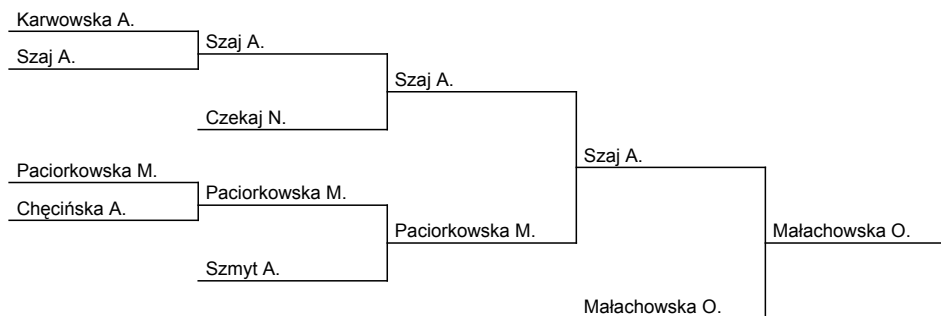 Karwowska A.
Szaj A.
Szaj A.
Czekaj N.
Szaj A.
Paciorkowska M.
Chęcińska A.
Paciorkowska M.
Szmyt A.
Paciorkowska M.
Szaj A.
Małachowska O.
Małachowska O.